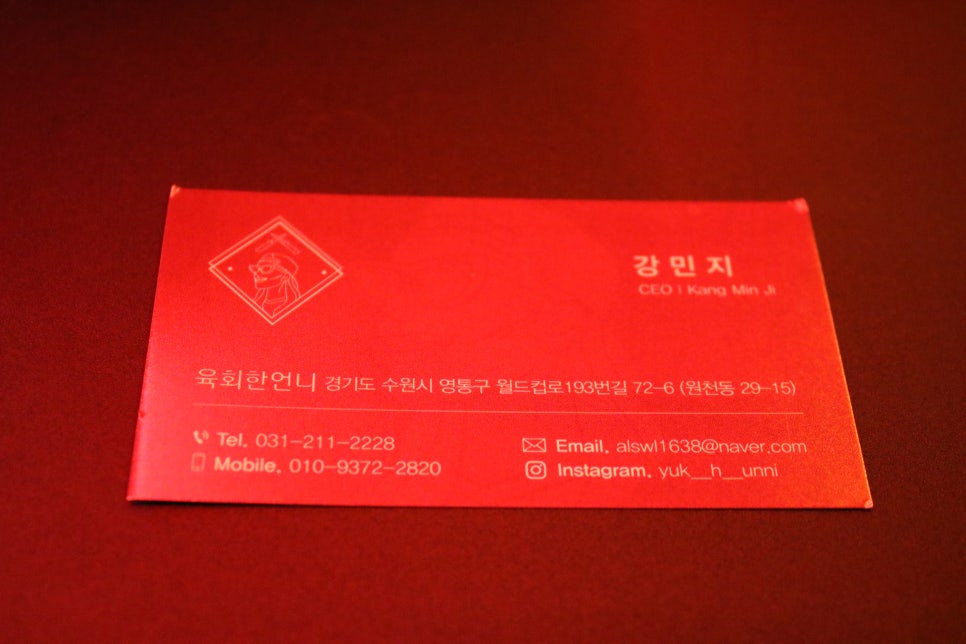 강민지
CEO | Kang Min Ji
육회한언니 경기도 수원시 영통구 월드컵로193번길 72-6 (원천동 29-15)
Tel. 031-211-2228
Mobile. 010-9372-2820
Email. alswl1638@naver.com
Instagram. yuk__h__unni